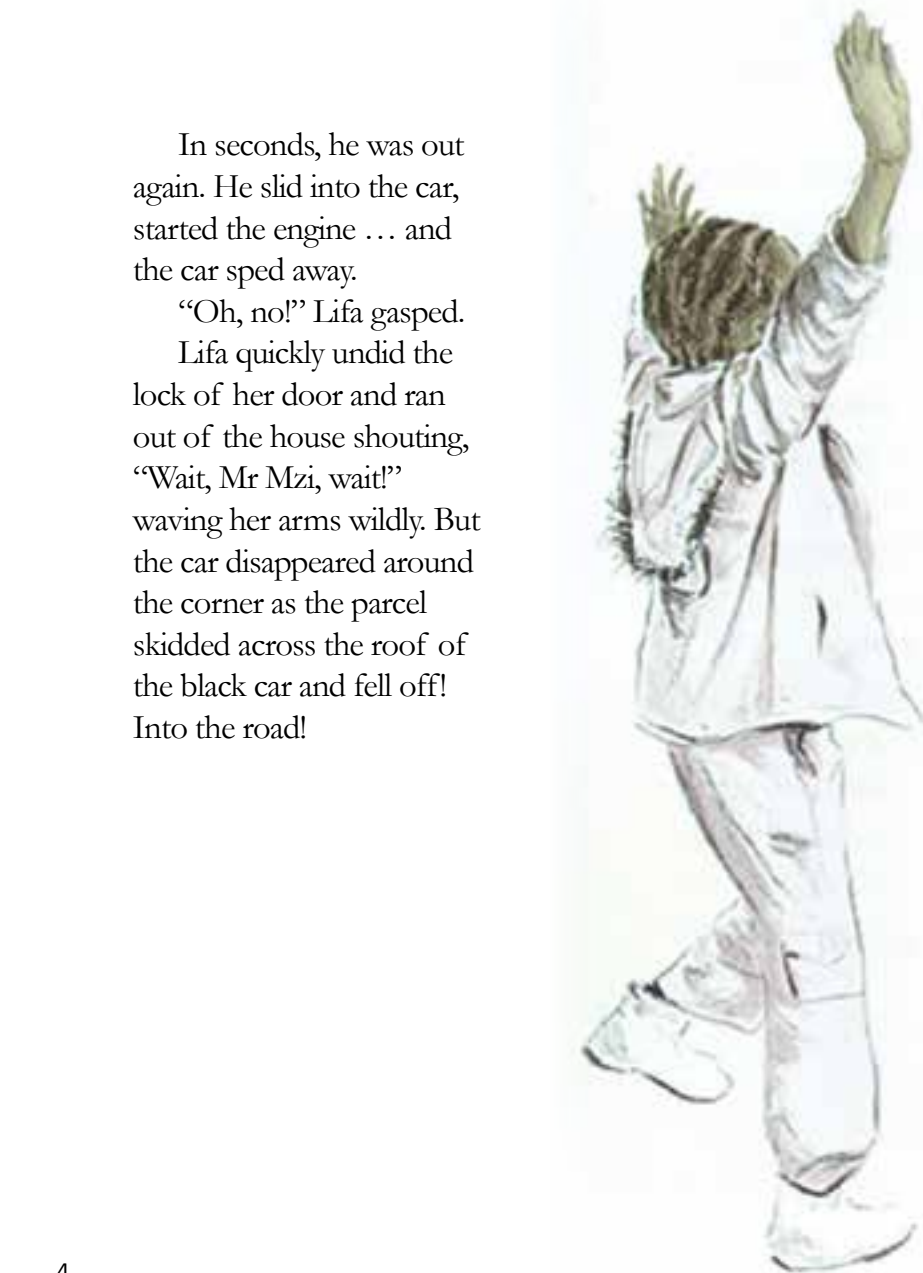 In seconds, he was out
again. He slid into the car,
started the engine … and
the car sped away.
“Oh, no!” Lifa gasped.
Lifa quickly undid the
lock of her door and ran
out of the house shouting,
“Wait, Mr Mzi, wait!”
waving her arms wildly. But
the car disappeared around
the corner as the parcel
skidded across the roof of
the black car and fell off!
Into the road!
4